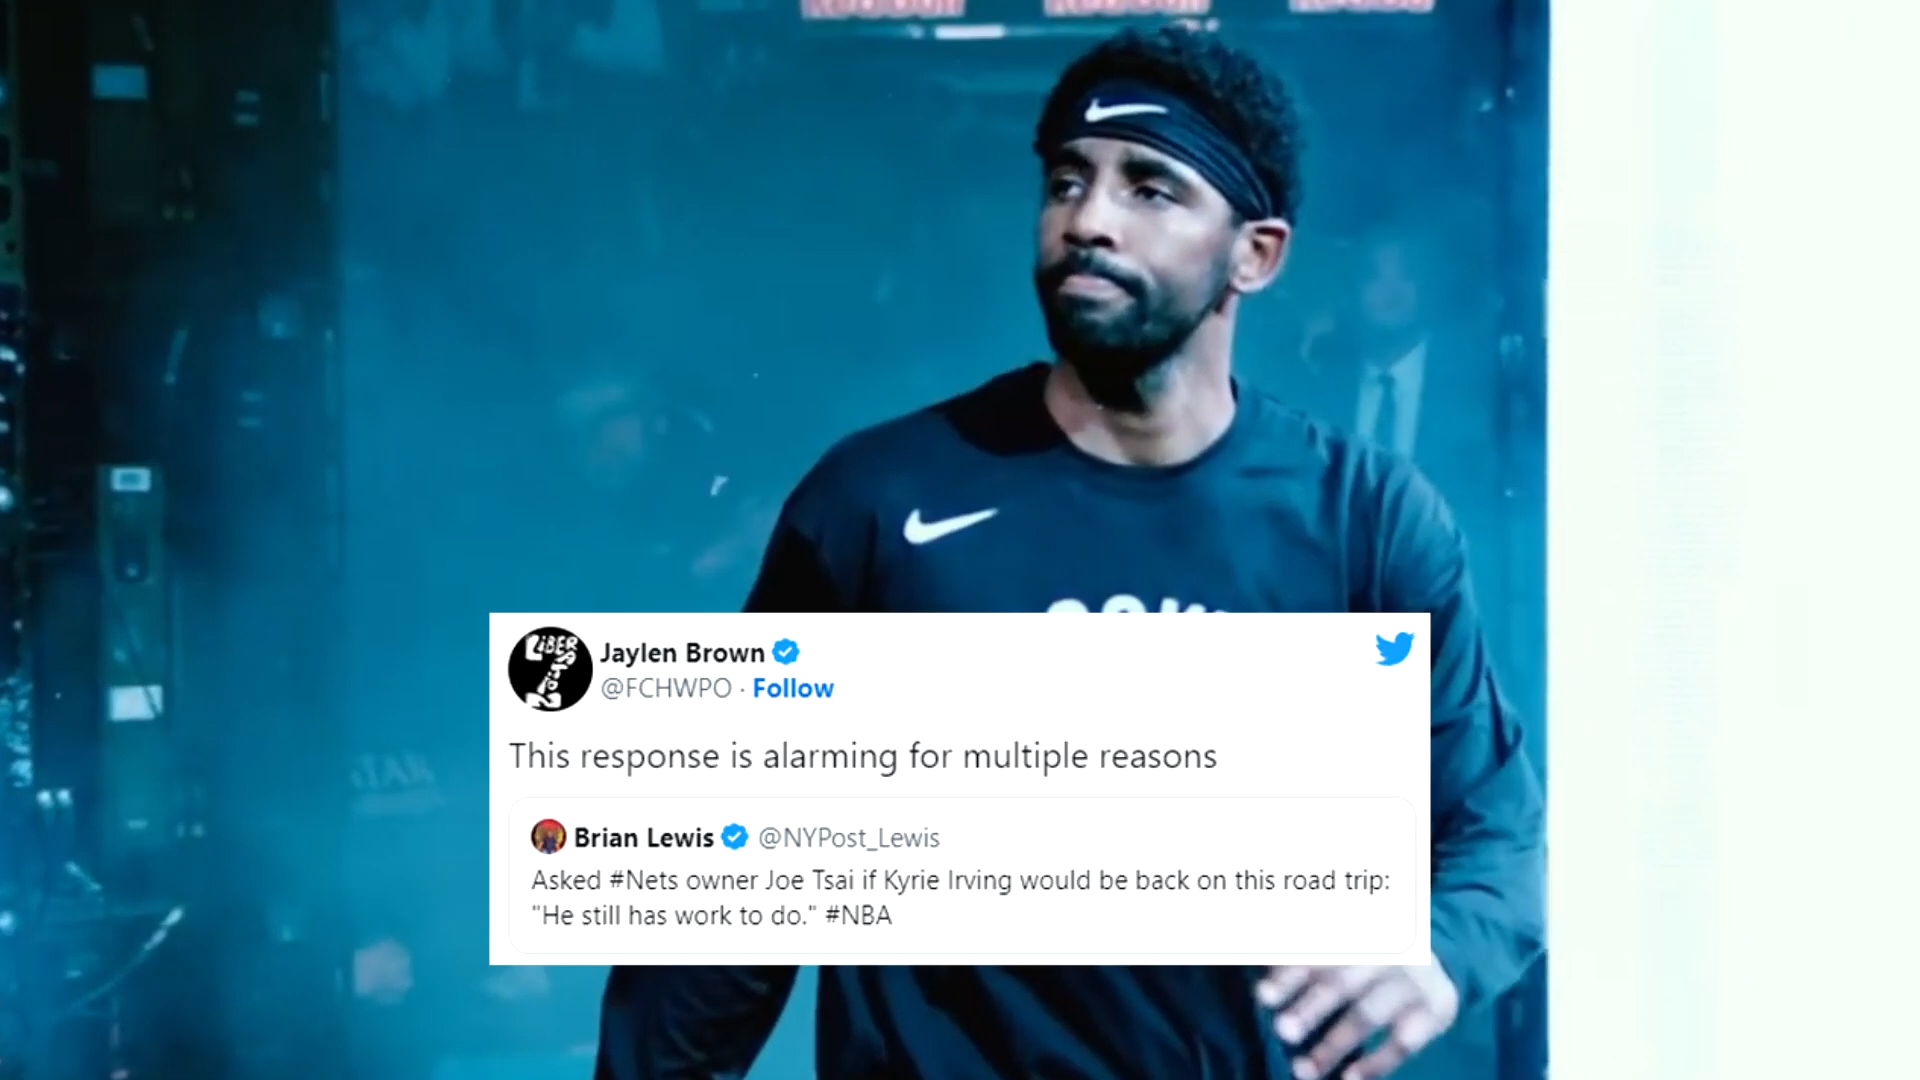 Jaylen Brown
@FCHWPO · Follow
This response is alarming for multiple reasons
Brian Lewis @NYPost_Lewis
Asked #Nets owner Joe Tsai if Kyrie Irving would be back on this road trip:
"He still has work to do." #NBA